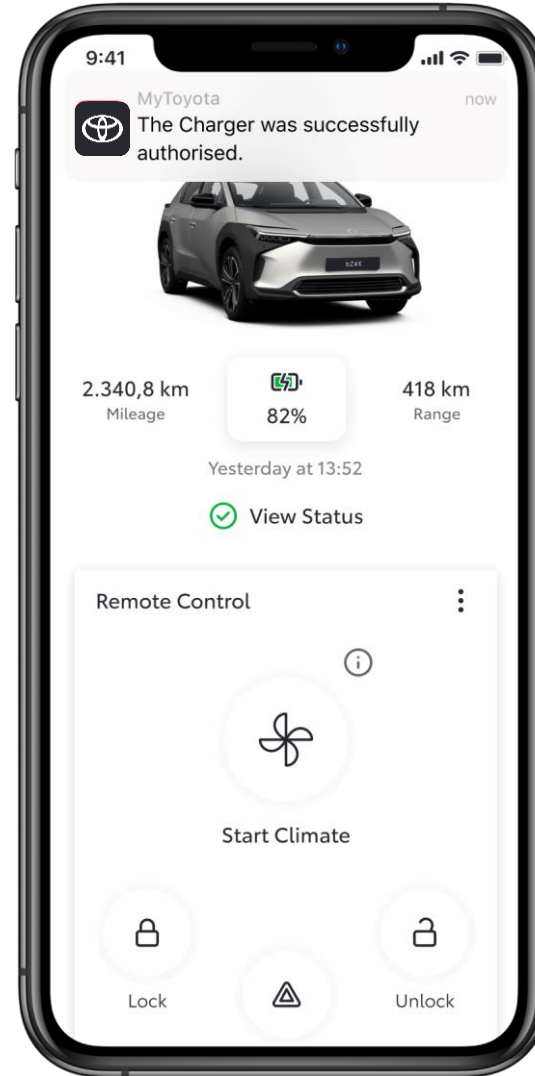 9:41
MyToyota
now
The Charger was successfully
authorised.
bZ4X
2.340,8 km
Mileage
82%
418 km
Range
Yesterday at 13:52
View Status
Remote Control
Start Climate
Lock
Unlock